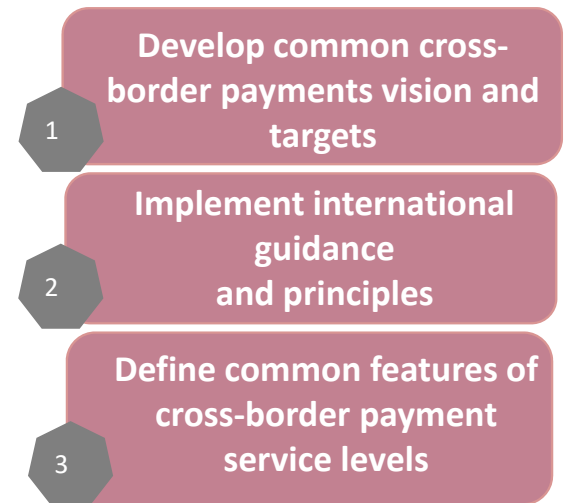 Develop common cross-
border payments vision and
targets
1
Implement international
guidance
and principles
2
Define common features of
cross-border payment
service levels
3